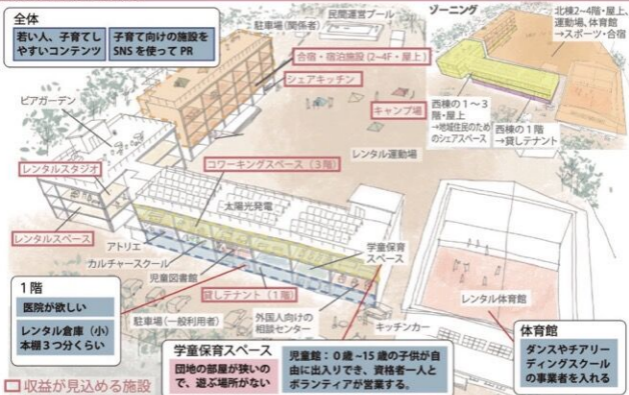 全体
若い人、子育てし
やすいコンテンツ
子育て向けの施設を
SNSを使ってPR
駐車場(関係者)
民間運営プール
合宿・宿泊施設(2~4F・屋上)
シェアキッチン
キャンプ場
レンタル運動場
ゾーニング
北棟2~4階・屋上、
運動場、体育館
→スポーツ・合宿
西棟の1~3
階・屋上
→地域住民のため
のシェアスペース
西棟の1階
→貸しテナント
ビアガーデン
レンタルスタジオ
コワーキングスペース(3階)
太陽光発電
レンタルスペース
アトリエ
カルチャースクール
児童図書館
学童保育
スペース
貸しテナント(1階)
駐車場(一般利用者)
外国人向けの
相談センター
キッチンカー
レンタル体育館
1階
医院が欲しい
レンタル倉庫(小)
本棚3つ分くらい
学童保育スペース
団地の部屋が狭いの
で、遊ぶ場所がない
児童館:0歳~15歳の子供が自
由に出入りでき、資格者一人と
ボランティアが営業する。
体育館
ダンスやチアリー
ディングスクール
の事業者を入れる
収益が見込める施設